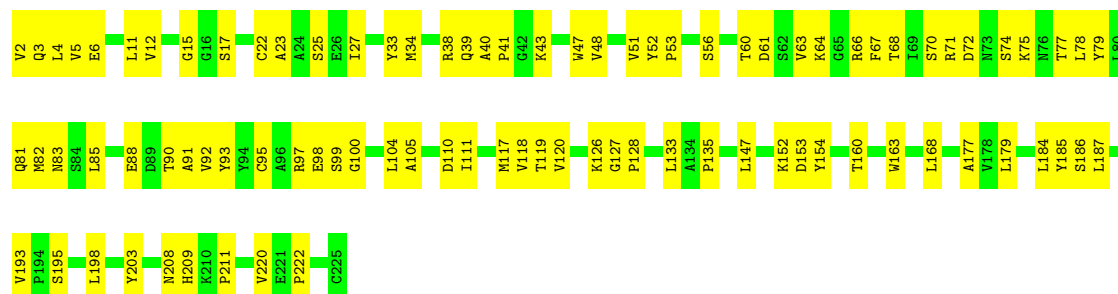 V2 Q3 L4 V5 E6 L11 V12 G15 G16 S17 C22 A23 A24 S25 E26 I27 Y33 M34 R38 Q39 A40 P41 G42 K43 W47 V48 V51 Y52 P53 S56 T60 D61 S62 V63 K64 G65 R66 F67 T68 I69 S70 R71 D72 N73 S74 K75 N76 T77 L78 Y79 L80
Q81 M82 N83 S84 L85 E88 D89 T90 A91 V92 Y93 Y94 C95 A96 R97 E98 S99 G100 L104 A105 D110 I111 M117 V118 T119 V120 K126 G127 P128 L133 A134 P135 L147 K152 D153 Y154 T160 W163 L168 A177 V178 L179 L184 Y185 S186 L187
V193 P194 S195 L198 Y203 N208 H209 K210 P211 V220 E221 P222 C225